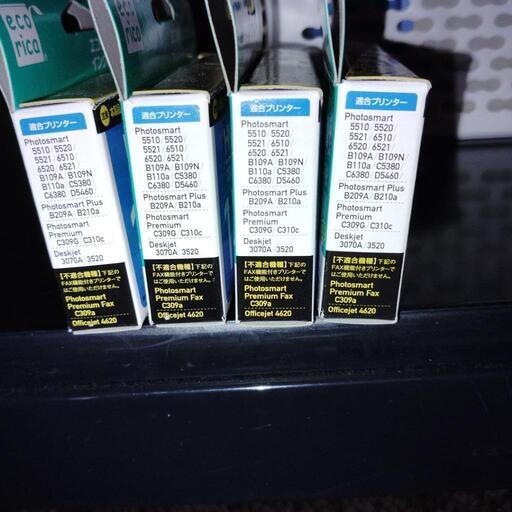 eco
rica
エコ
適合プリンター
Photosmart
5510 / 5520 /
5521 / 6510 /
6520 / 6521
B109A / B109N /
B110a / C5380
C6380 / D5460
Photosmart Plus
B209A / B210a
Photosmart
Premium
C309G / C310c
Deskjet
3070A / 3520
【不適合機種】下記の
FAX機能付きプリンターで
はご使用いただけません。
Photosmart
Premium Fax
C309a
Officejet 4620
適合プリンター
Photosmart
5510 / 5520 /
5521 / 6510 /
6520 / 6521
B109A / B109N /
B110a / C5380
C6380 / D5460
Photosmart Plus
B209A / B210a
Photosmart
Premium
C309G / C310c
Deskjet
3070A / 3520
【不適合機種】下記の
FAX機能付きプリンターで
はご使用いただけません。
Photosmart
Premium Fax
C309a
Officejet 4620
適合プリンター
Photosmart
5510 / 5520 /
5521 / 6510 /
6520 / 6521
B109A / B109N /
B110a / C5380
C6380 / D5460
Photosmart Plus
B209A / B210a
Photosmart
Premium
C309G / C310c
Deskjet
3070A / 3520
【不適合機種】下記の
FAX機能付きプリンターで
はご使用いただけません。
Photosmart
Premium Fax
C309a
Officejet 4620
適合プリンター
Photosmart
5510 / 5520 /
5521 / 6510 /
6520 / 6521
B109A / B109N /
B110a / C5380
C6380 / D5460
Photosmart Plus
B209A / B210a
Photosmart
Premium
C309G / C310c
Deskjet
3070A / 3520
【不適合機種】下記の
FAX機能付きプリンターで
はご使用いただけません。
Photosmart
Premium Fax
C309a
Officejet 4620